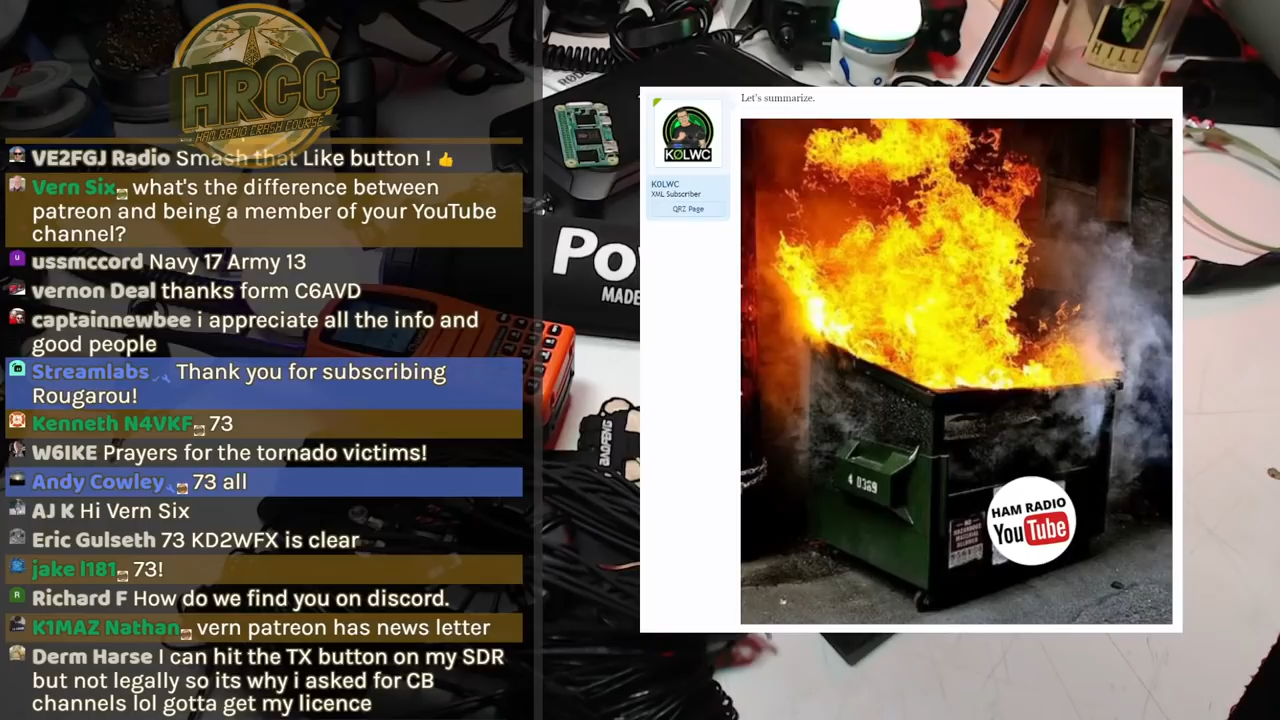 HRCC
HAM RADIO CRASH COURSE
VE2FGJ Radio Smash that Like button !
Vern Six what's the difference between
patreon and being a member of your YouTube
channel?
ussmccord Navy 17 Army 13
vernon Deal thanks form C6AVD
captainnewbee i appreciate all the info and
good people
Streamlabs Thank you for subscribing
Rougarou!
Kenneth N4VKF 73
W6IKE Prayers for the tornado victims!
Andy Cowley 73 all
AJ K Hi Vern Six
Eric Gulseth 73 KD2WFX is clear
jake l181 73!
Richard F How do we find you on discord.
K1MAZ Nathan vern patreon has news letter
Derm Harse I can hit the TX button on my SDR
but not legally so its why i asked for CB
channels lol gotta get my licence
HILL
Po
MADE
BAOFENG
Let's summarize.
KØLWC
K0LWC
XML Subscriber
QRZ Page
4 0369
HAM RADIO
YouTube